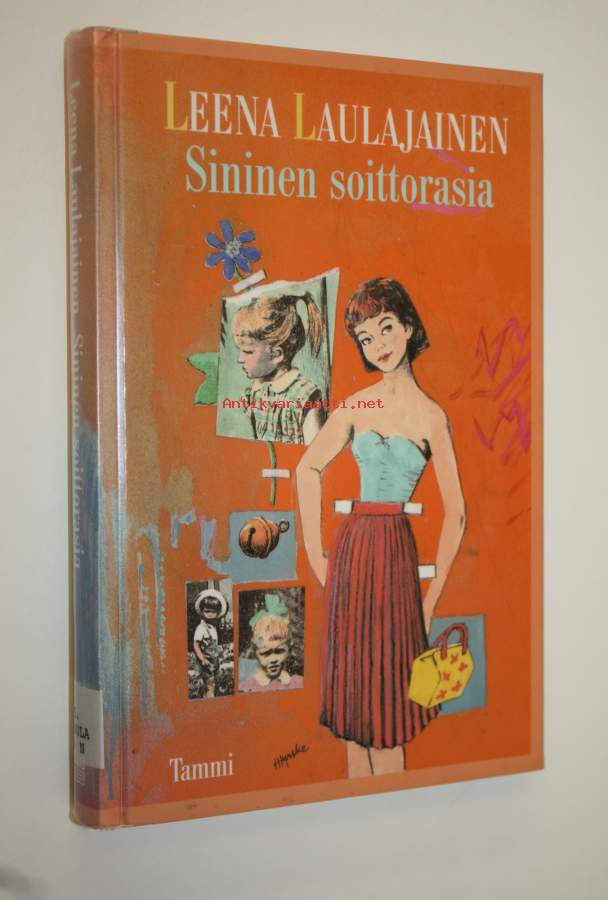 LEENA LAULAJAINEN
Sininen soittorasia
Antikvariaatti.net
Tammi
Leena Laulajainen Sininen soittorasia